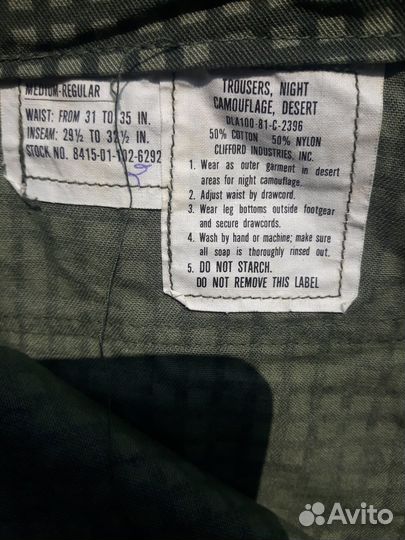 MEDIUM-REGULAR
WAIST: FROM 31 TO 35 IN.
INSEAM: 29½ TO 32½ IN.
STOCK NO. 8415-01-102-6292
TROUSERS, NIGHT
CAMOUFLAGE, DESERT
DLA100-81-C-2396
50% COTTON 50% NYLON
CLIFFORD INDUSTRIES, INC.
1. Wear as outer garment in desert
areas for night camouflage.
2. Adjust waist by drawcord.
3. Wear leg bottoms outside footgear
and secure drawcords.
4. Wash by hand or machine; make sure
all soap is thoroughly rinsed out.
5. DO NOT STARCH.
DO NOT REMOVE THIS LABEL
Avito